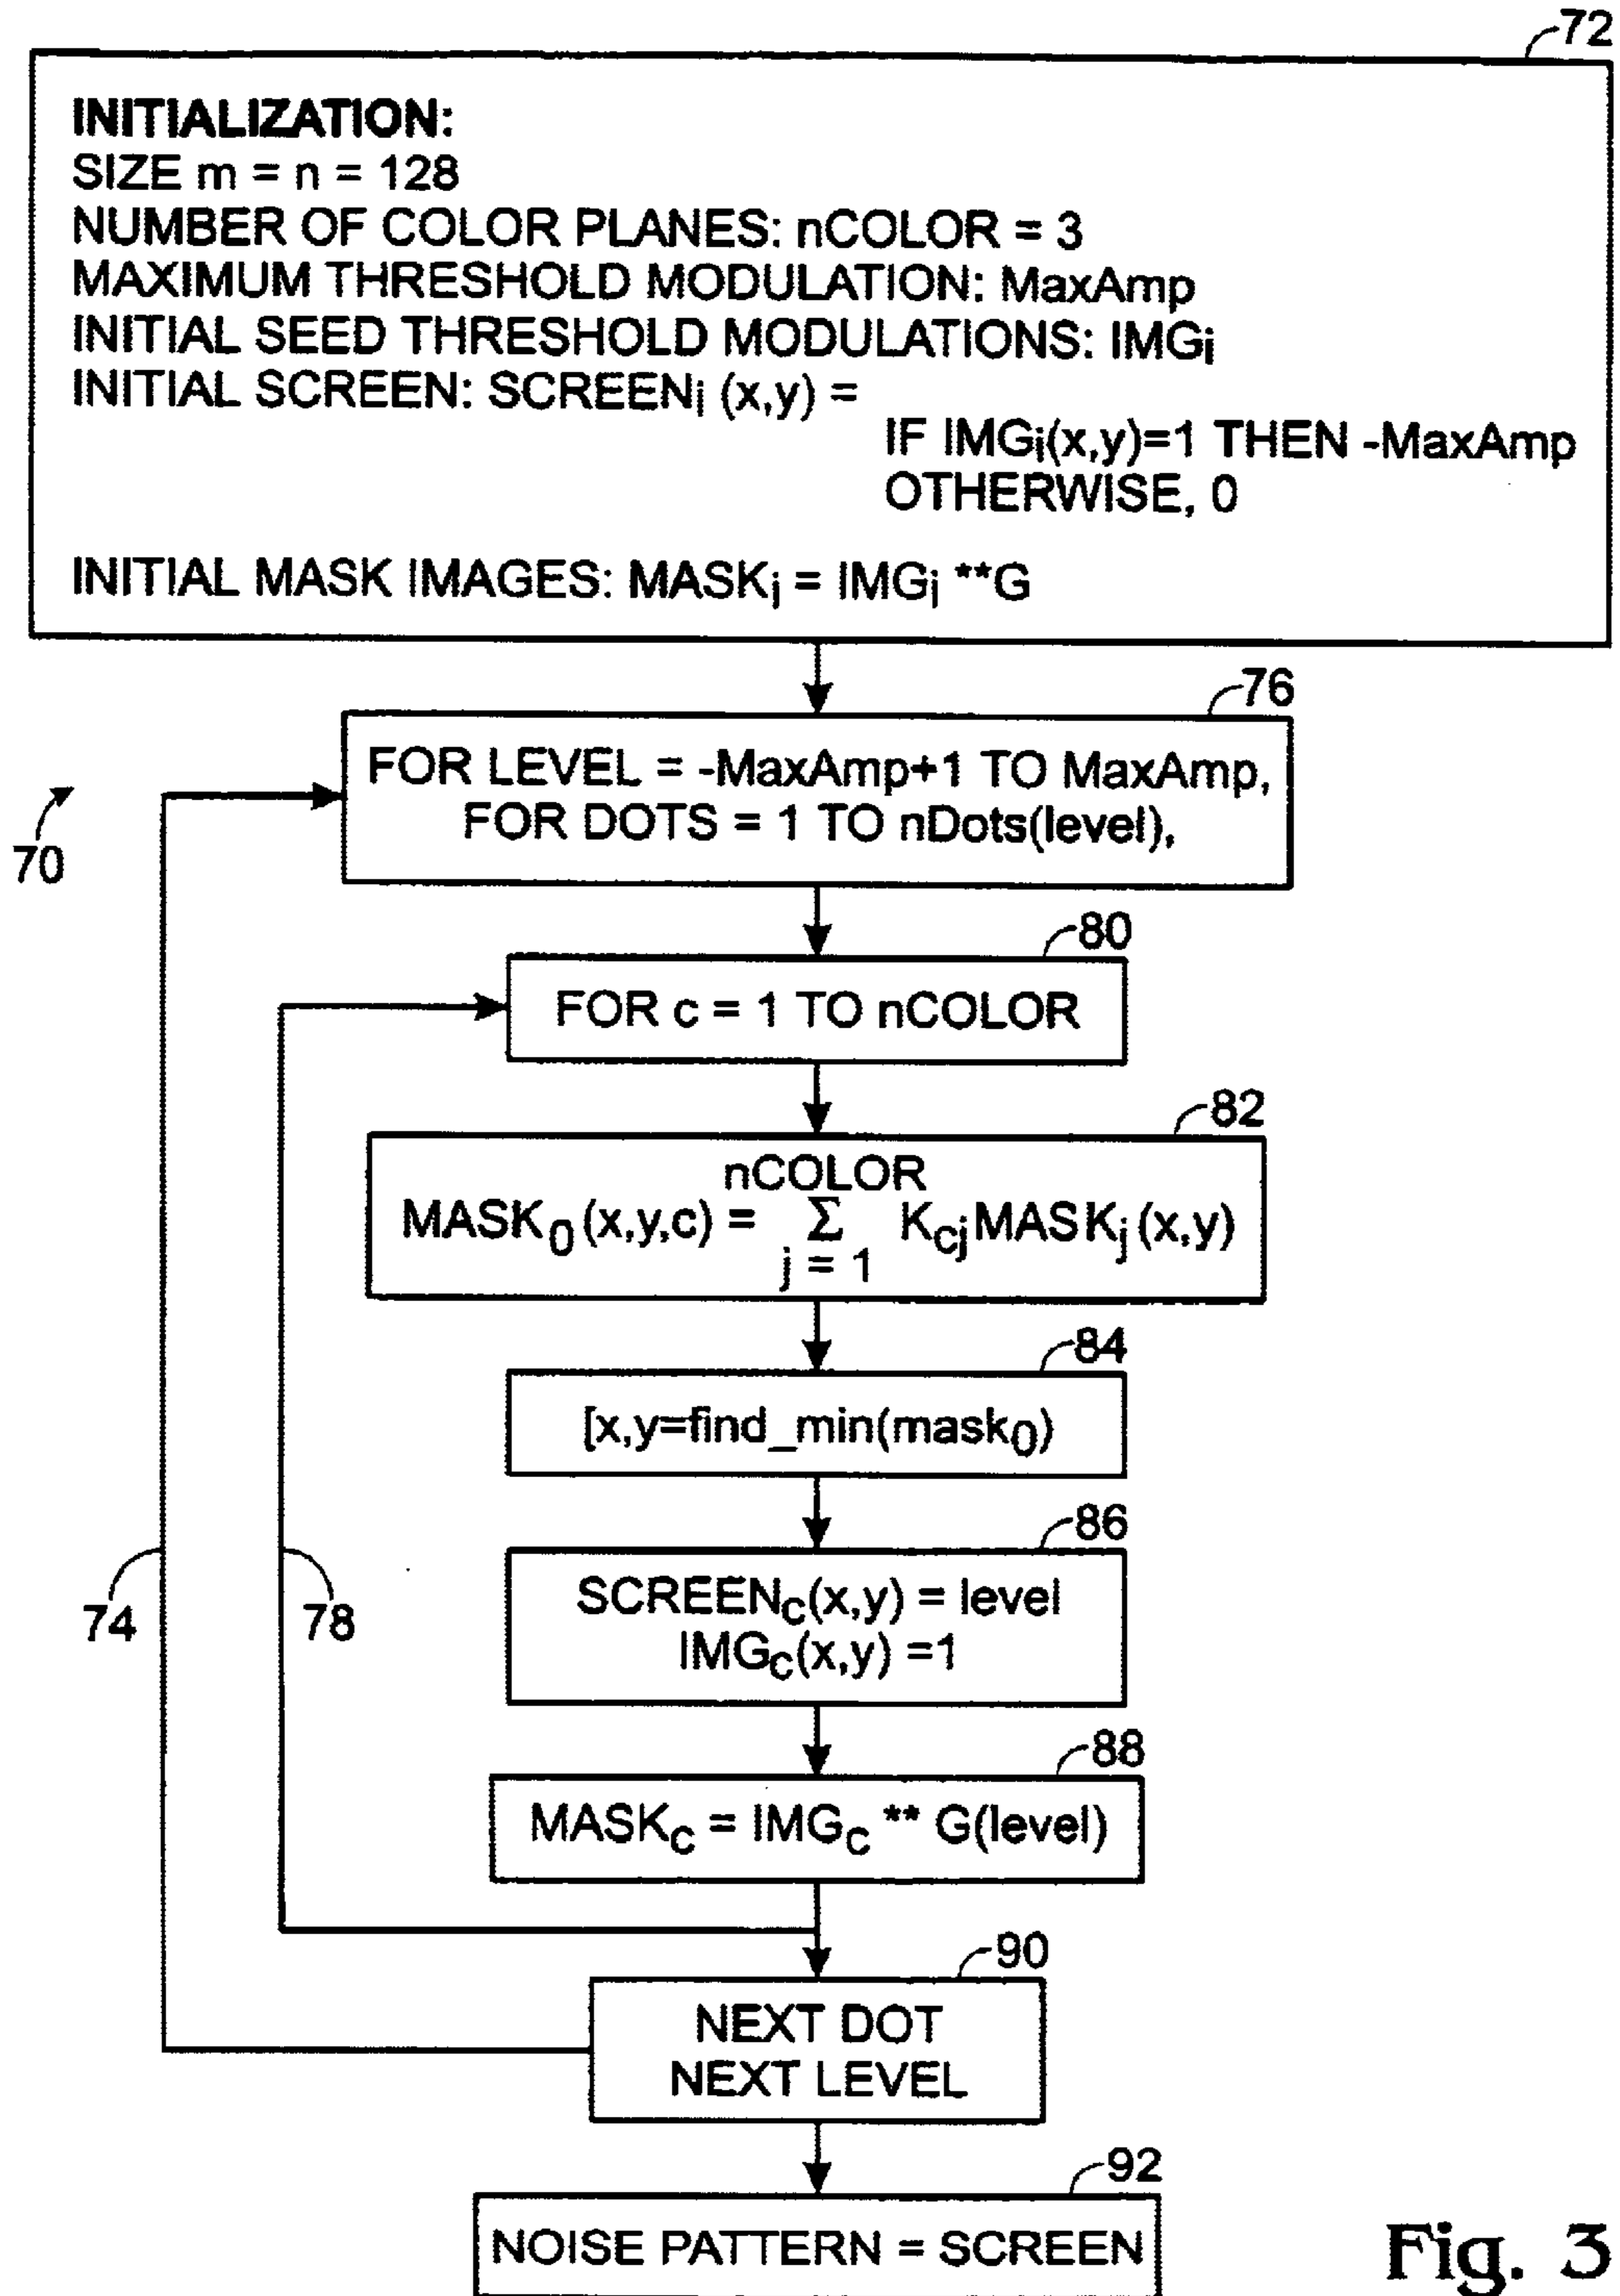 72
INITIALIZATION:
SIZE m = n = 128
NUMBER OF COLOR PLANES: nCOLOR = 3
MAXIMUM THRESHOLD MODULATION: MaxAmp
INITIAL SEED THRESHOLD MODULATIONS: IMGi
INITIAL SCREEN: SCREENi (x,y) =
IF IMGi(x,y)=1 THEN -MaxAmp
OTHERWISE, 0
INITIAL MASK IMAGES: MASKj = IMGj **G
76
FOR LEVEL = -MaxAmp+1 TO MaxAmp,
FOR DOTS = 1 TO nDots(level),
70
80
FOR c = 1 TO nCOLOR
82
nCOLOR
MASK0(x,y,c) = Σ KcjMASKj(x,y)
j = 1
84
[x,y=find_min(mask0)
86
SCREENc(x,y) = level
IMGc(x,y) =1
74
78
88
MASKc = IMGc ** G(level)
90
NEXT DOT
NEXT LEVEL
92
NOISE PATTERN = SCREEN
Fig. 3